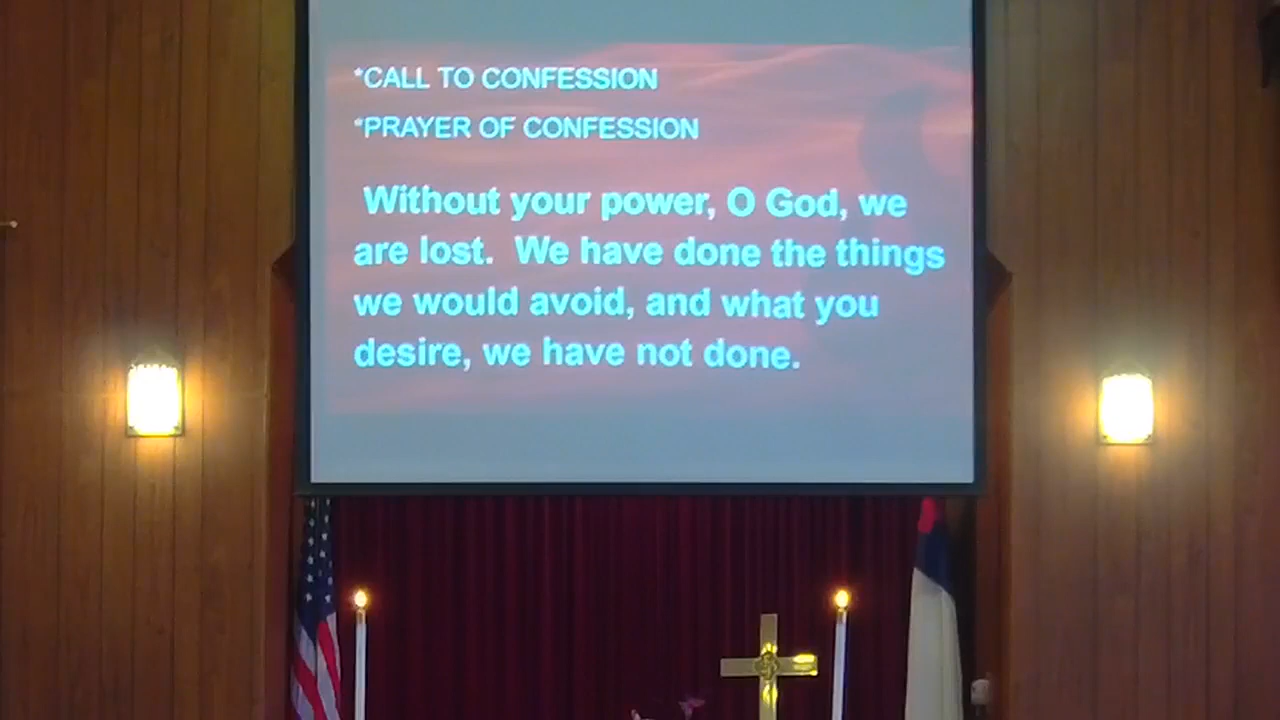 *CALL TO CONFESSION
*PRAYER OF CONFESSION
Without your power, O God, we
are lost. We have done the things
we would avoid, and what you
desire, we have not done.